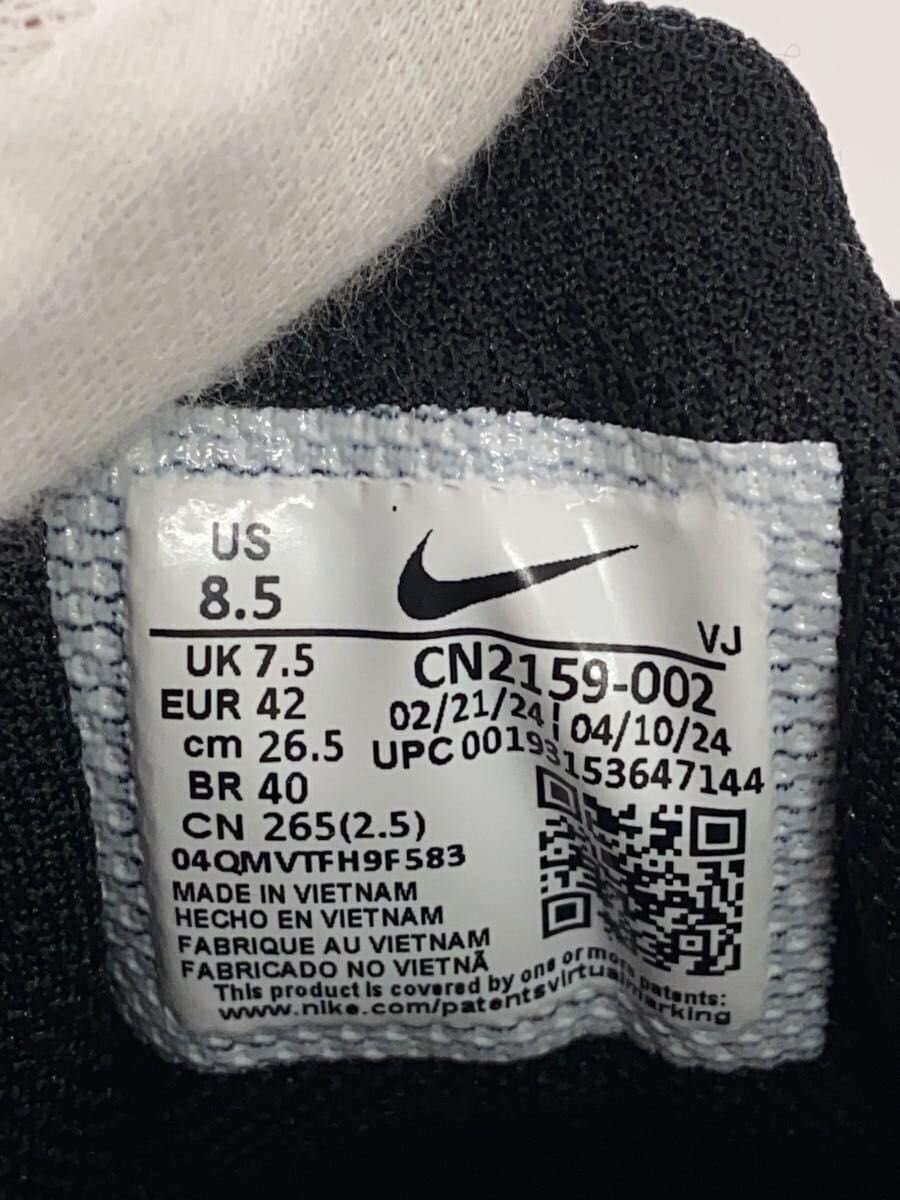 US
8.5
VJ
UK 7.5
CN2159-002
EUR 42
02/21/24 | 04/10/24
cm 26.5
UPC 00193153647144
BR 40
CN 265(2.5)
04QMVTFH9F583
MADE IN VIETNAM
HECHO EN VIETNAM
FABRIQUE AU VIETNAM
FABRICADO NO VIETNÃ
This product is covered by one or more patents:
www.nike.com/patentsvirtualmarking